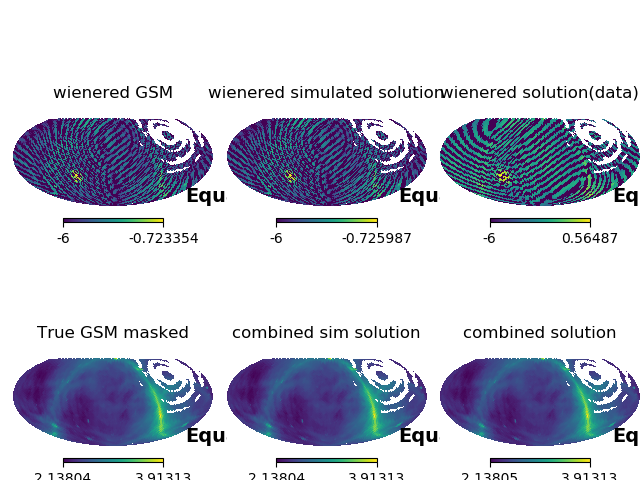 wienered GSM
wienered simulated solution
wienered solution(data)
Equ
Equ
Eq
-6 -0.723354
-6 -0.725987
-6 0.56487
True GSM masked
combined sim solution
combined solution
Equ
Equ
Eq
2.13804 3.91313
2.13804 3.91313
2.13805 3.91313